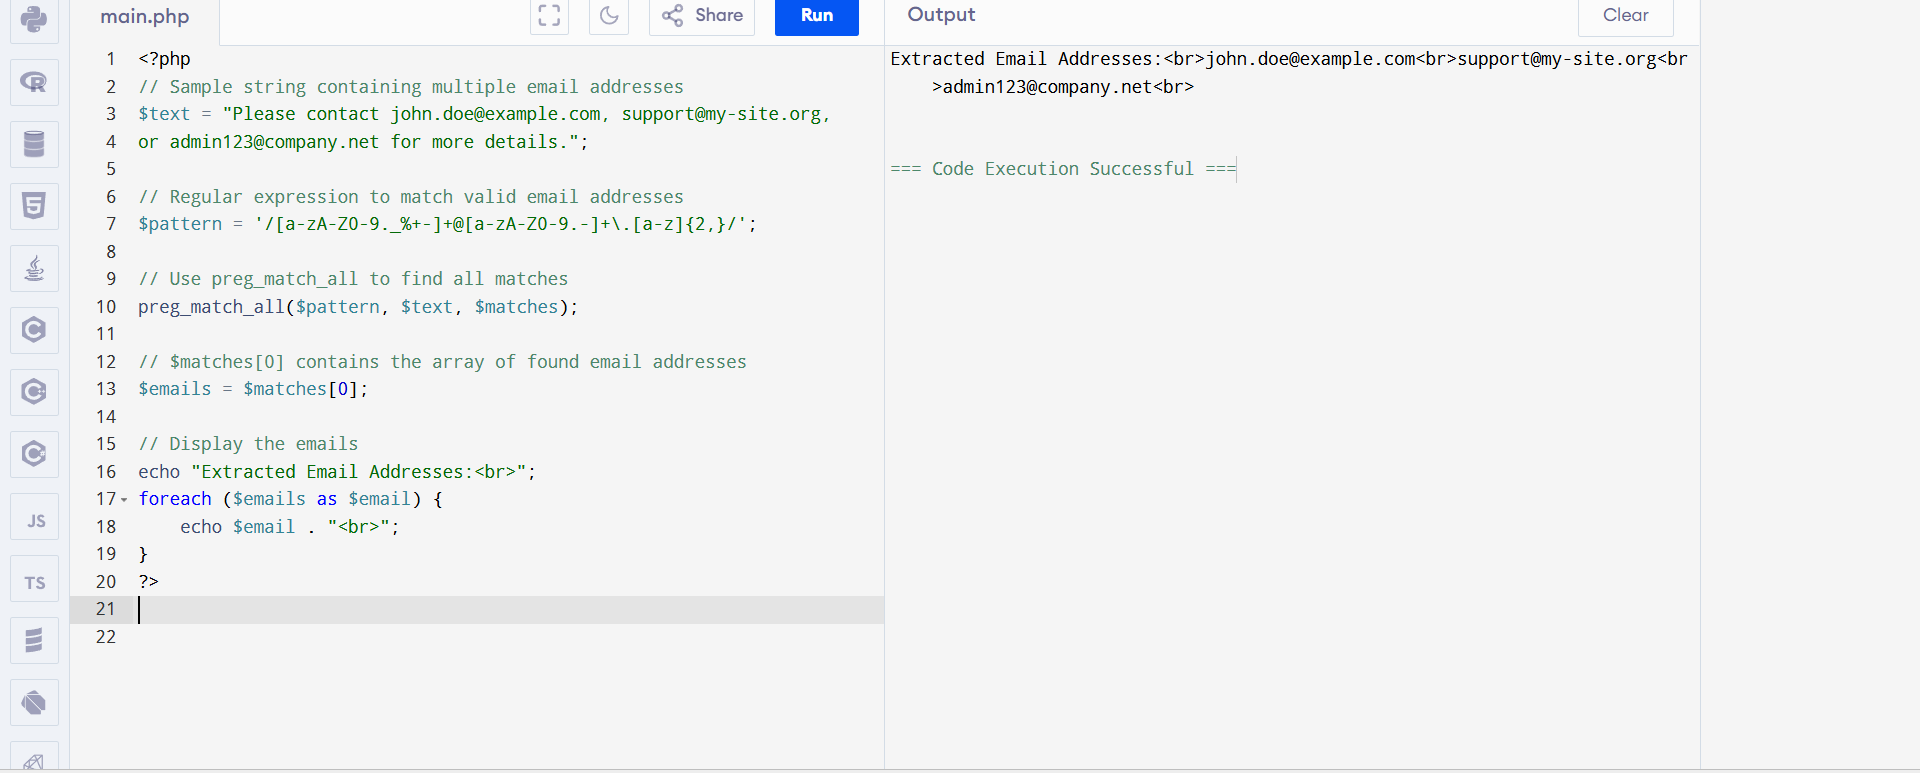 main.php
Share
Run
Output
Clear
1 <?php
2 // Sample string containing multiple email addresses
3 $text = "Please contact john.doe@example.com, support@my-site.org,
4 or admin123@company.net for more details.";
5
6 // Regular expression to match valid email addresses
7 $pattern = '/[a-zA-Z0-9._%+-]+@[a-zA-Z0-9.-]+\.[a-z]{2,}/';
8
9 // Use preg_match_all to find all matches
10 preg_match_all($pattern, $text, $matches);
11
12 // $matches[0] contains the array of found email addresses
13 $emails = $matches[0];
14
15 // Display the emails
16 echo "Extracted Email Addresses:<br>";
17 foreach ($emails as $email) {
18     echo $email . "<br>";
19 }
20 ?>
21
22
Extracted Email Addresses:<br>john.doe@example.com<br>support@my-site.org<br
>admin123@company.net<br>
=== Code Execution Successful ===
R
5
C
C+
C
JS
TS